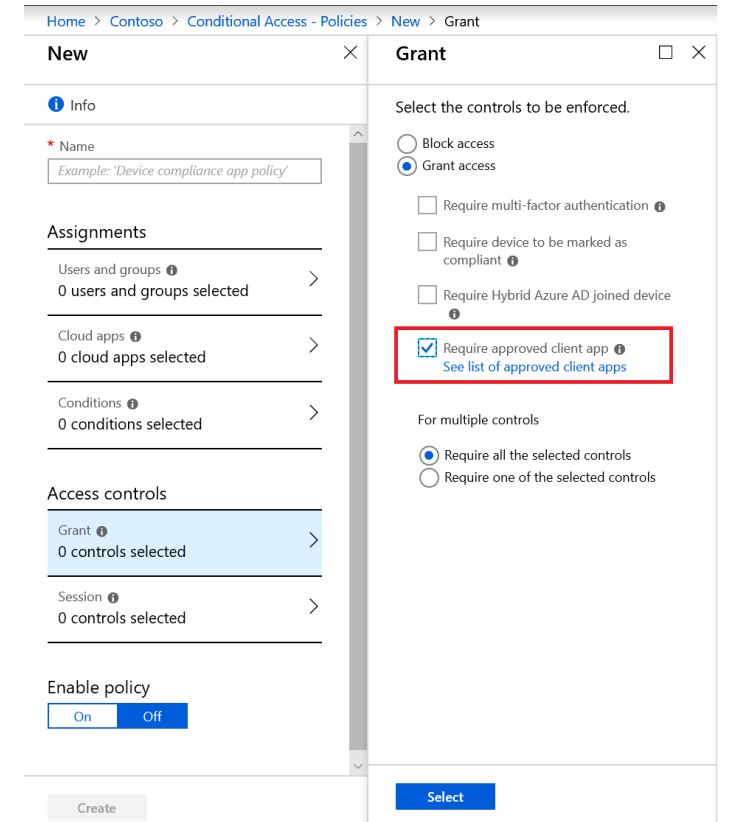 Home > Contoso > Conditional Access - Policies > New > Grant
New
Info
* Name
Example: 'Device compliance app policy'
Assignments
Users and groups
0 users and groups selected
Cloud apps
0 cloud apps selected
Conditions
0 conditions selected
Access controls
Grant
0 controls selected
Session
0 controls selected
Enable policy
On Off
Create
Grant
Select the controls to be enforced.
Block access
Grant access
Require multi-factor authentication
Require device to be marked as
compliant
Require Hybrid Azure AD joined device
Require approved client app
See list of approved client apps
For multiple controls
Require all the selected controls
Require one of the selected controls
Select